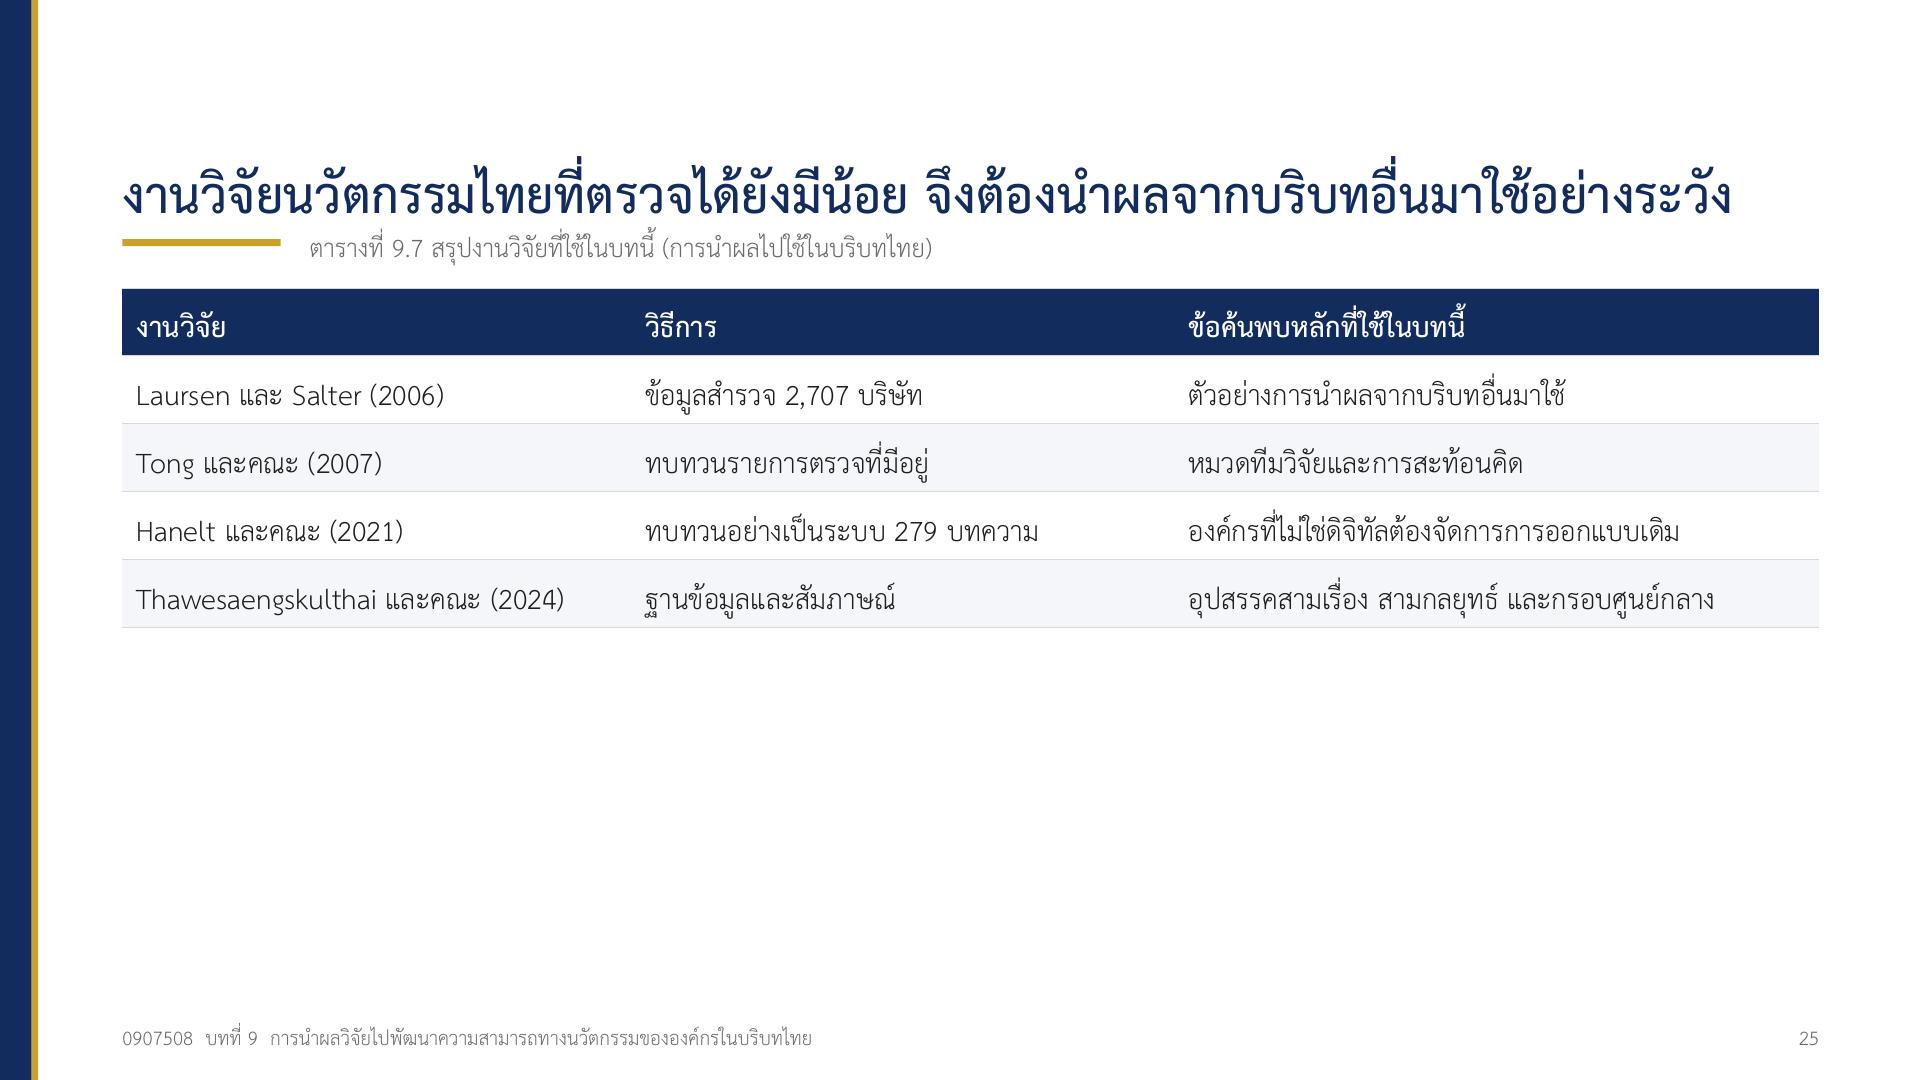 งานวิจัยนวัตกรรมไทยที่ตรวจได้ยังมีน้อย จึงต้องนำผลจากบริบทอื่นมาใช้อย่างระวัง
ตารางที่ 9.7 สรุปงานวิจัยที่ใช้ในบทนี้ (การนำผลไปใช้ในบริบทไทย)
งานวิจัย วิธีการ ข้อค้นพบหลักที่ใช้ในบทนี้
Laursen และ Salter (2006) ข้อมูลสำรวจ 2,707 บริษัท ตัวอย่างการนำผลจากบริบทอื่นมาใช้
Tong และคณะ (2007) ทบทวนรายการตรวจที่มีอยู่ หมวดทีมวิจัยและการสะท้อนคิด
Hanelt และคณะ (2021) ทบทวนอย่างเป็นระบบ 279 บทความ องค์กรที่ไม่ใช่ดิจิทัลต้องจัดการการออกแบบเดิม
Thawesaengskulthai และคณะ (2024) ฐานข้อมูลและสัมภาษณ์ อุปสรรคสามเรื่อง สามกลยุทธ์ และกรอบศูนย์กลาง
0907508 บทที่ 9 การนำผลวิจัยไปพัฒนาความสามารถทางนวัตกรรมขององค์กรในบริบทไทย 25